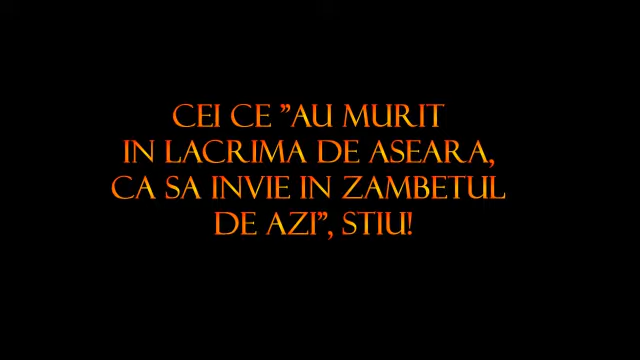 CEI CE "AU MURIT
IN LACRIMA DE ASEARA,
CA SA INVIE IN ZAMBETUL
DE AZI", STIU!